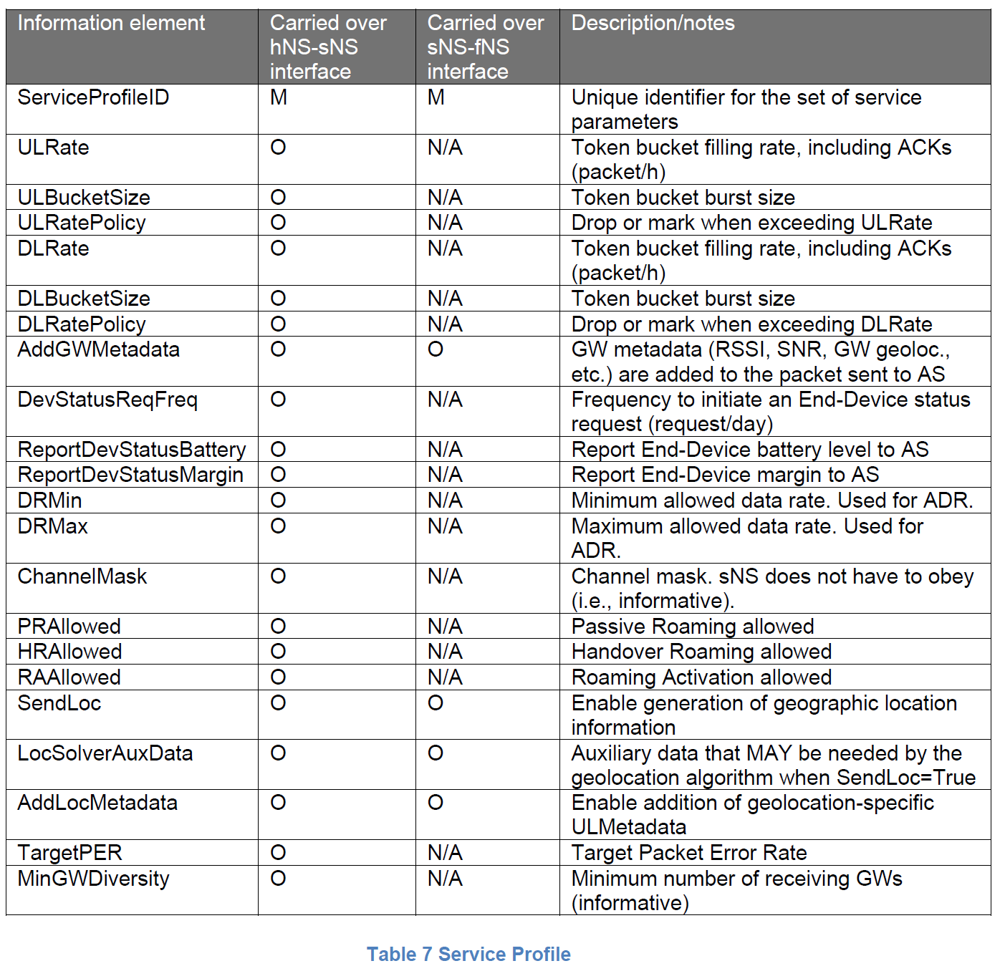 Information element Carried over hNS-sNS interface Carried over sNS-fNS interface Description/notes
ServiceProfileID M M Unique identifier for the set of service parameters
ULRate O N/A Token bucket filling rate, including ACKs (packet/h)
ULBucketSize O N/A Token bucket burst size
ULRatePolicy O N/A Drop or mark when exceeding ULRate
DLRate O N/A Token bucket filling rate, including ACKs (packet/h)
DLBucketSize O N/A Token bucket burst size
DLRatePolicy O N/A Drop or mark when exceeding DLRate
AddGWMetadata O O GW metadata (RSSI, SNR, GW geoloc., etc.) are added to the packet sent to AS
DevStatusReqFreq O N/A Frequency to initiate an End-Device status request (request/day)
ReportDevStatusBattery O N/A Report End-Device battery level to AS
ReportDevStatusMargin O N/A Report End-Device margin to AS
DRMin O N/A Minimum allowed data rate. Used for ADR.
DRMax O N/A Maximum allowed data rate. Used for ADR.
ChannelMask O N/A Channel mask. sNS does not have to obey (i.e., informative).
PRAllowed O N/A Passive Roaming allowed
HRAllowed O N/A Handover Roaming allowed
RAAllowed O N/A Roaming Activation allowed
SendLoc O O Enable generation of geographic location information
LocSolverAuxData O O Auxiliary data that MAY be needed by the geolocation algorithm when SendLoc=True
AddLocMetadata O O Enable addition of geolocation-specific ULMetadata
TargetPER O N/A Target Packet Error Rate
MinGWDiversity O N/A Minimum number of receiving GWs (informative)
Table 7 Service Profile